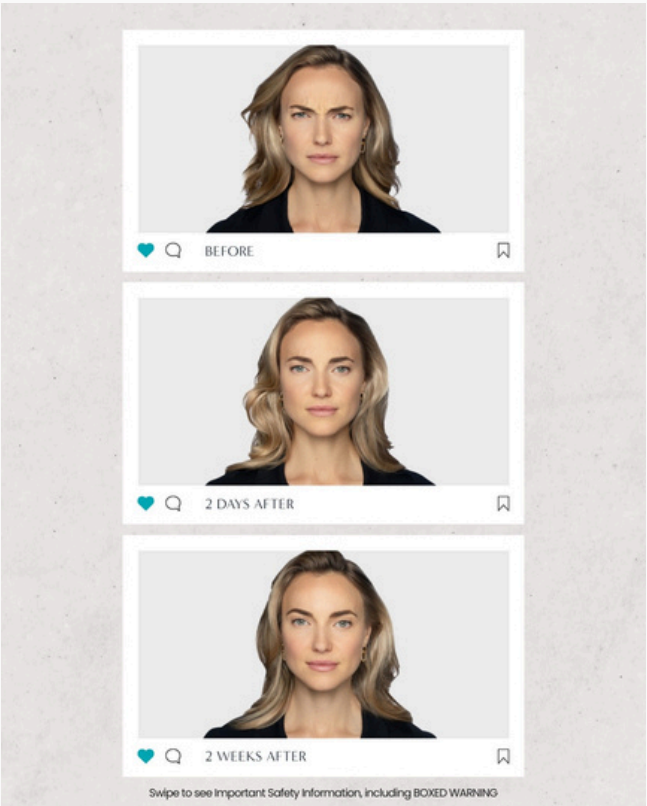 BEFORE
2 DAYS AFTER
2 WEEKS AFTER
Swipe to see Important Safety Information, including BOXED WARNING